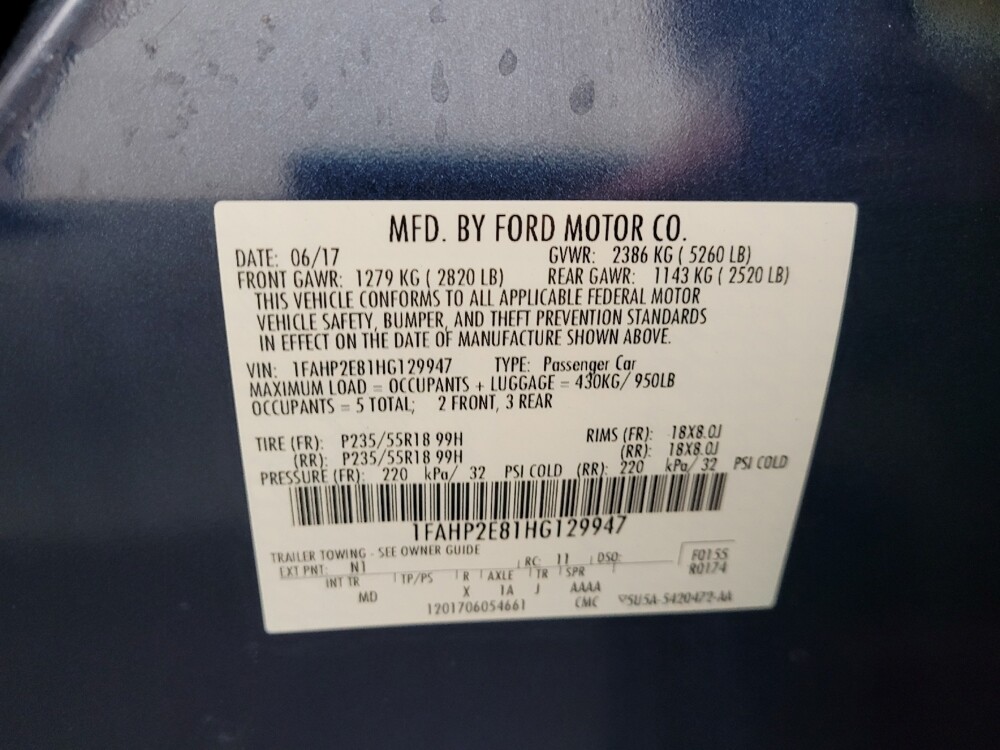 MFD. BY FORD MOTOR CO.
DATE: 06/17 GVWR: 2386 KG ( 5260 LB)
FRONT GAWR: 1279 KG ( 2820 LB) REAR GAWR: 1143 KG ( 2520 LB)
THIS VEHICLE CONFORMS TO ALL APPLICABLE FEDERAL MOTOR
VEHICLE SAFETY, BUMPER, AND THEFT PREVENTION STANDARDS
IN EFFECT ON THE DATE OF MANUFACTURE SHOWN ABOVE.
VIN: 1FAHP2E81HG129947 TYPE: Passenger Car
MAXIMUM LOAD = OCCUPANTS + LUGGAGE = 430KG/ 950LB
OCCUPANTS = 5 TOTAL; 2 FRONT, 3 REAR
TIRE (FR): P235/55R18 99H RIMS (FR): 18X8.0J
(RR): P235/55R18 99H (RR): 18X8.0J
PRESSURE (FR): 220 kPa/ 32 PSI COLD (RR): 220 kPa/ 32 PSI COLD
1FAHP2E81HG129947
TRAILER TOWING - SEE OWNER GUIDE
EXT PNT: N1 RC: 11 DSO: F0155
R0174
INT TR TP/PS R AXLE TR SPR
MD X 1A J AAAA
1201706054661 CMC 5U5A-5420472-AA